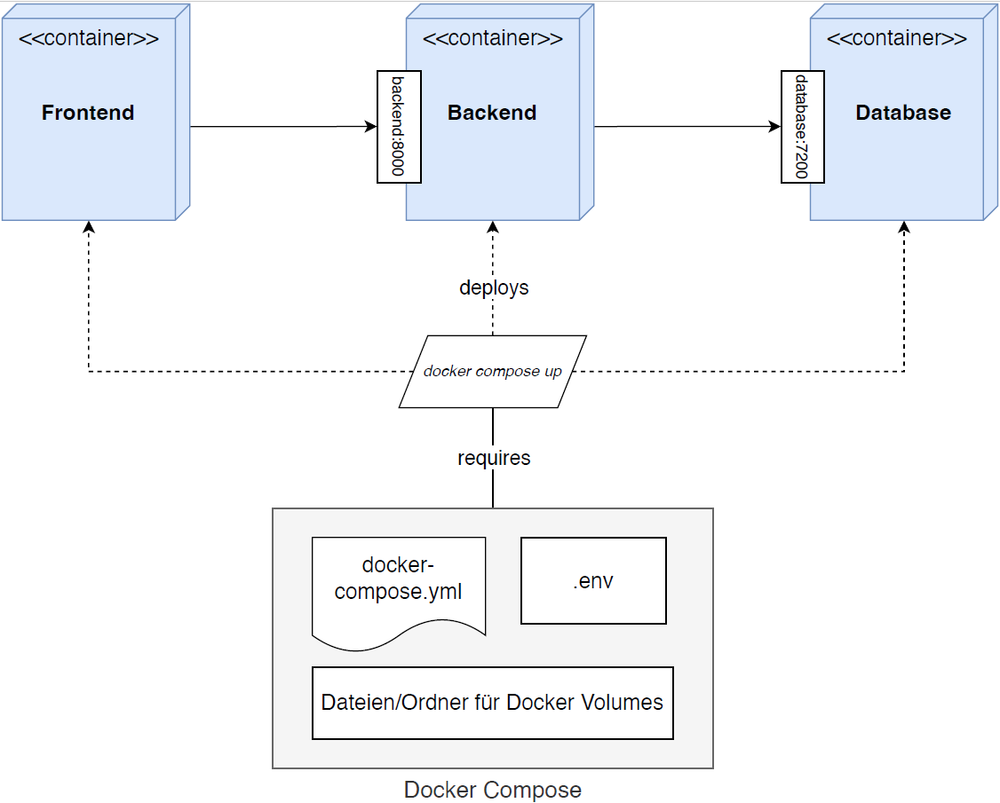 <<container>>
Frontend
<<container>>
backend:8000
Backend
<<container>>
database:7200
Database
deploys
docker compose up
requires
docker-
compose.yml
.env
Dateien/Ordner für Docker Volumes
Docker Compose